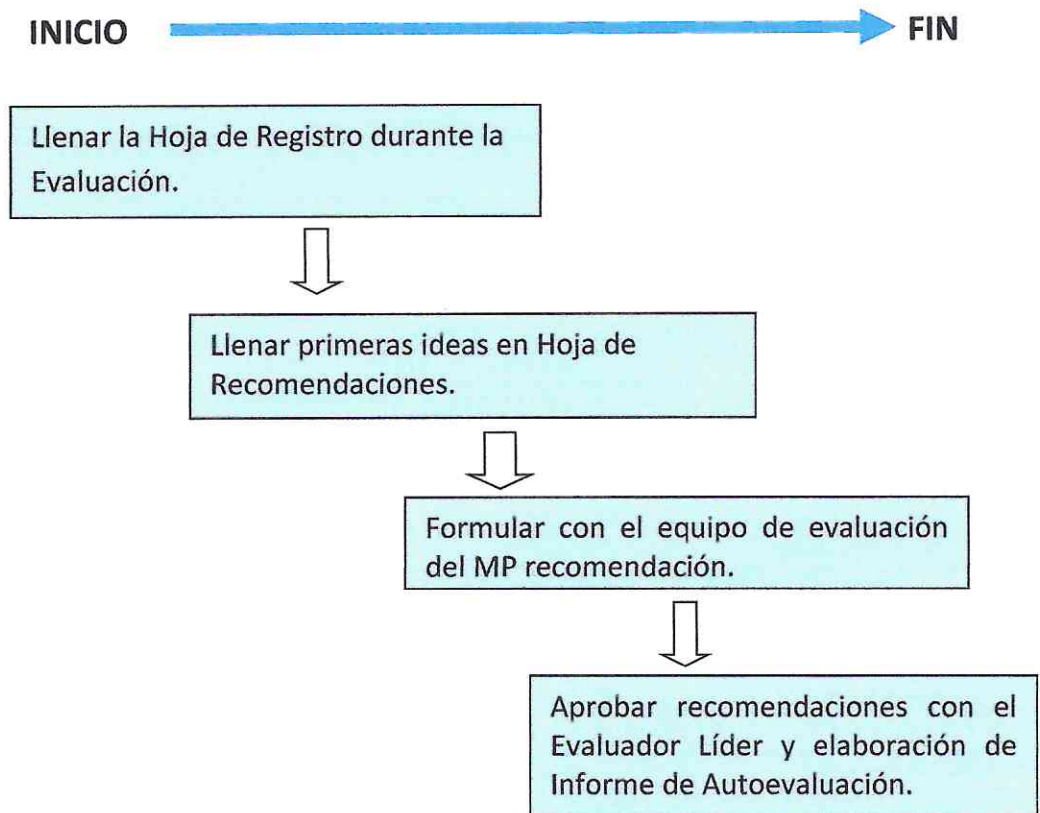 INICIO FIN
Llenar la Hoja de Registro durante la
Evaluación.
Llenar primeras ideas en Hoja de
Recomendaciones.
Formular con el equipo de evaluación
del MP recomendación.
Aprobar recomendaciones con el
Evaluador Líder y elaboración de
Informe de Autoevaluación.